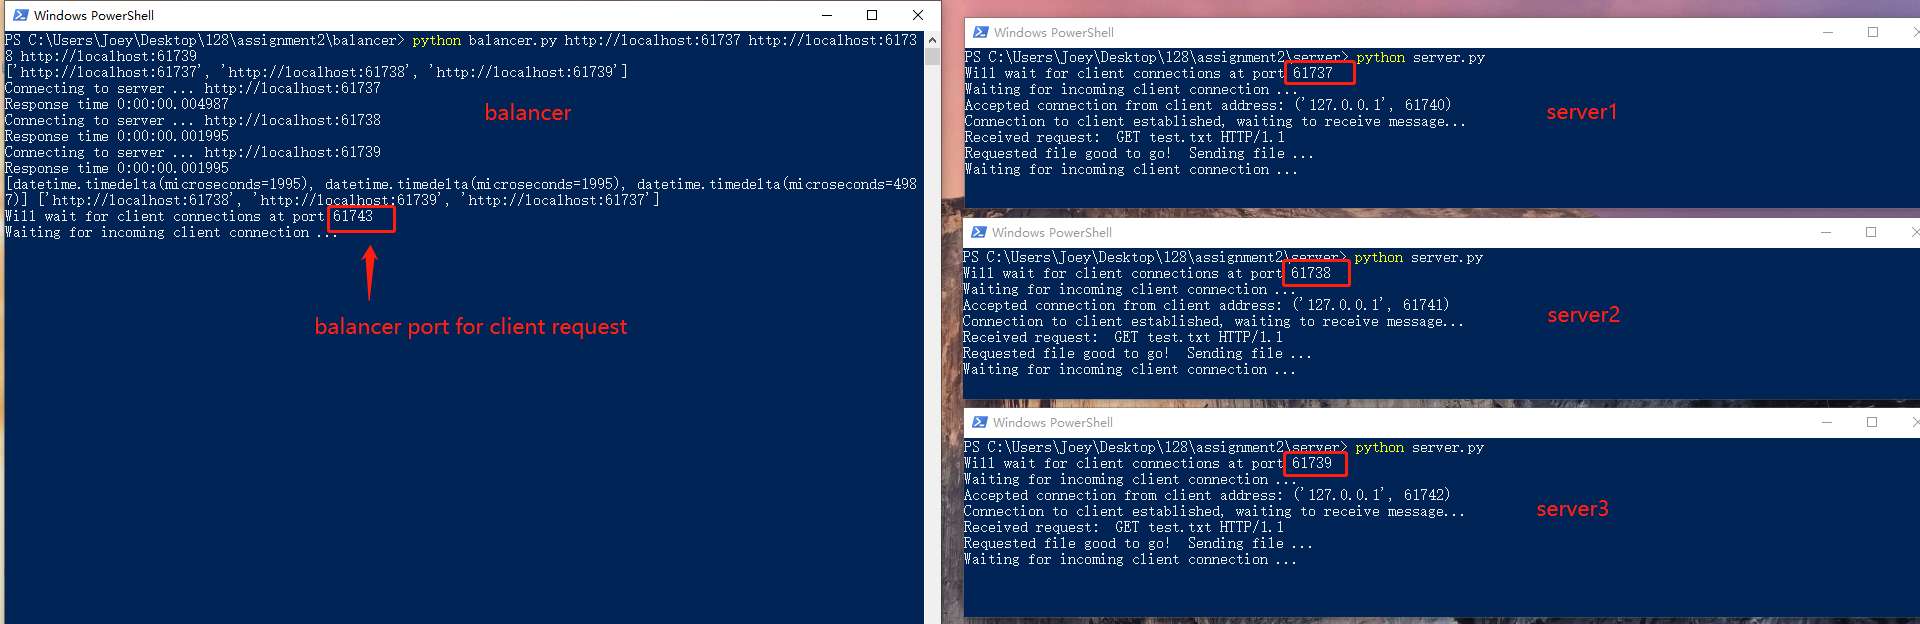 Windows PowerShell
PS C:\Users\Joey\Desktop\128\assignment2\balancer> python balancer.py http://localhost:61737 http://localhost:6173
8 http://localhost:61739
['http://localhost:61737', 'http://localhost:61738', 'http://localhost:61739']
Connecting to server ... http://localhost:61737
Response time 0:00:00.004987
Connecting to server ... http://localhost:61738
Response time 0:00:00.001995
Connecting to server ... http://localhost:61739
Response time 0:00:00.001995
[datetime.timedelta(microseconds=1995), datetime.timedelta(microseconds=1995), datetime.timedelta(microseconds=498
7)] ['http://localhost:61738', 'http://localhost:61739', 'http://localhost:61737']
Will wait for client connections at port 61743
Waiting for incoming client connection ...
balancer
balancer port for client request
Windows PowerShell
PS C:\Users\Joey\Desktop\128\assignment2\server> python server.py
Will wait for client connections at port 61737
Waiting for incoming client connection ...
Accepted connection from client address: ('127.0.0.1', 61740)
Connection to client established, waiting to receive message...
Received request:  GET test.txt HTTP/1.1
Requested file good to go!  Sending file ...
Waiting for incoming client connection ...
server1
Windows PowerShell
PS C:\Users\Joey\Desktop\128\assignment2\server> python server.py
Will wait for client connections at port 61738
Waiting for incoming client connection ...
Accepted connection from client address: ('127.0.0.1', 61741)
Connection to client established, waiting to receive message...
Received request:  GET test.txt HTTP/1.1
Requested file good to go!  Sending file ...
Waiting for incoming client connection ...
server2
Windows PowerShell
PS C:\Users\Joey\Desktop\128\assignment2\server> python server.py
Will wait for client connections at port 61739
Waiting for incoming client connection ...
Accepted connection from client address: ('127.0.0.1', 61742)
Connection to client established, waiting to receive message...
Received request:  GET test.txt HTTP/1.1
Requested file good to go!  Sending file ...
Waiting for incoming client connection ...
server3